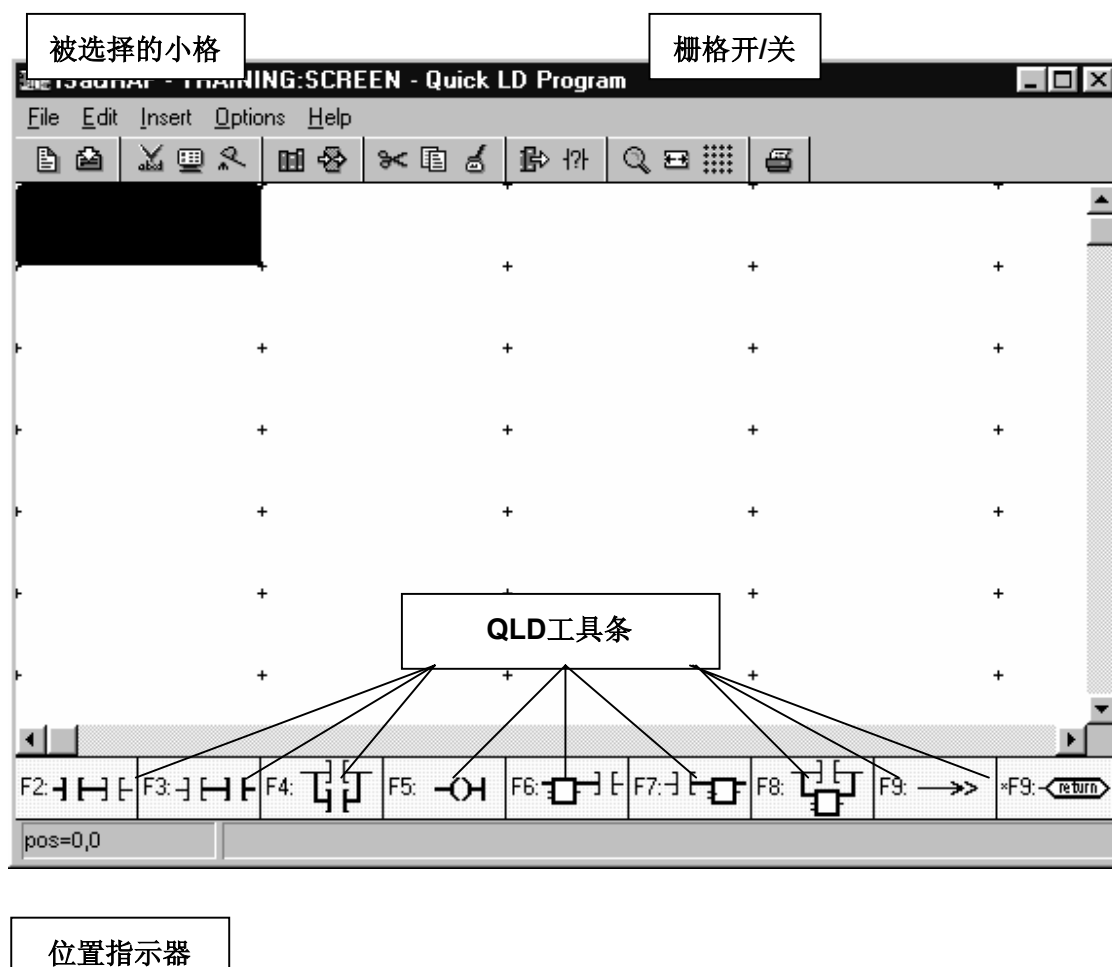 被选择的小格
栅格开/关
ISaGRAF - TRAINING:SCREEN - Quick LD Program
File Edit Insert Options Help
QLD工具条
F2: F3: F4: F5: F6: F7: F8: F9: *F9: return
pos=0,0
位置指示器